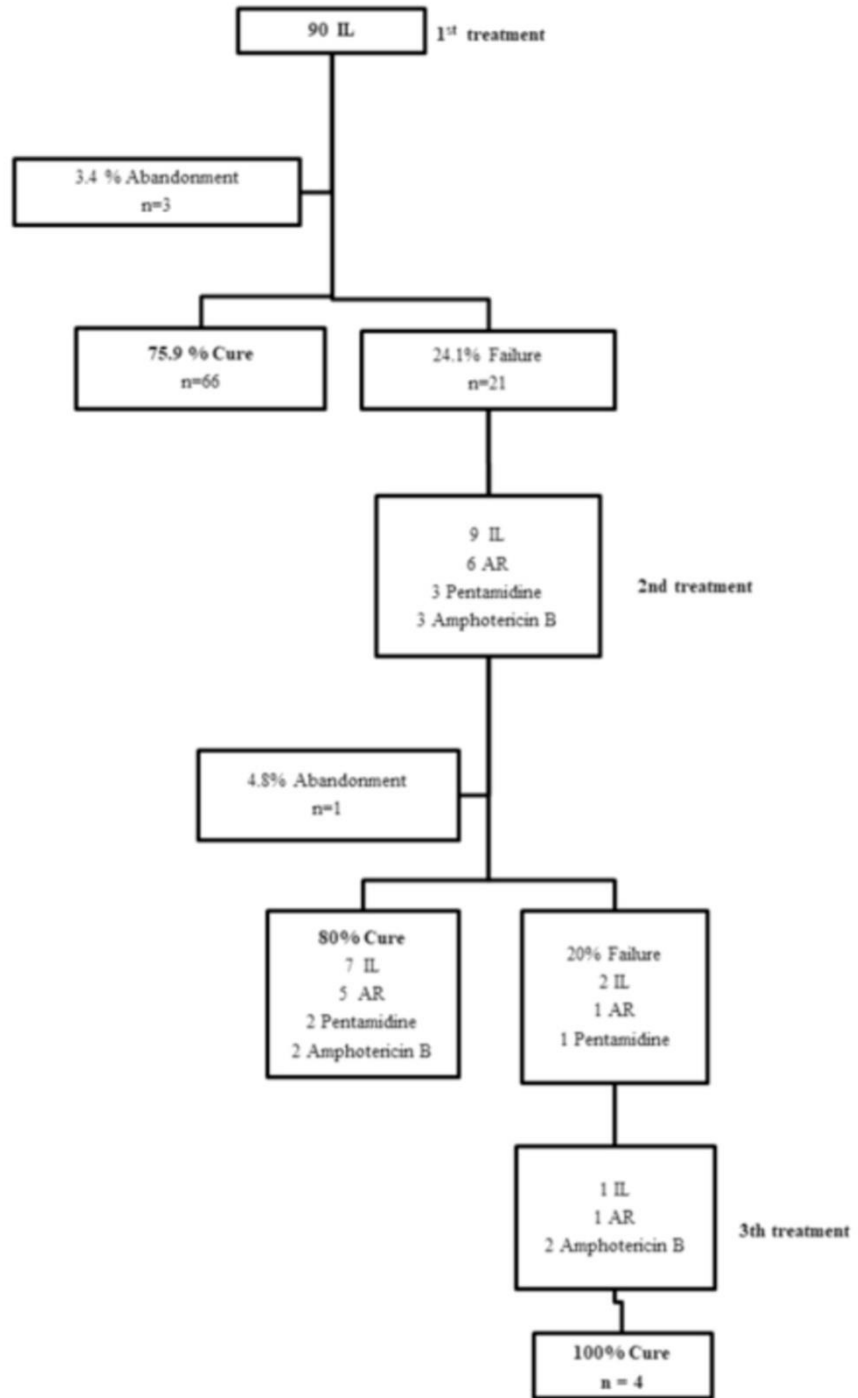 90 IL
1st treatment
3.4 % Abandonment
n=3
75.9 % Cure
n=66
24.1% Failure
n=21
9 IL
6 AR
3 Pentamidine
3 Amphotericin B
2nd treatment
4.8% Abandonment
n=1
80% Cure
7 IL
5 AR
2 Pentamidine
2 Amphotericin B
20% Failure
2 IL
1 AR
1 Pentamidine
1 IL
1 AR
2 Amphotericin B
3th treatment
100% Cure
n = 4